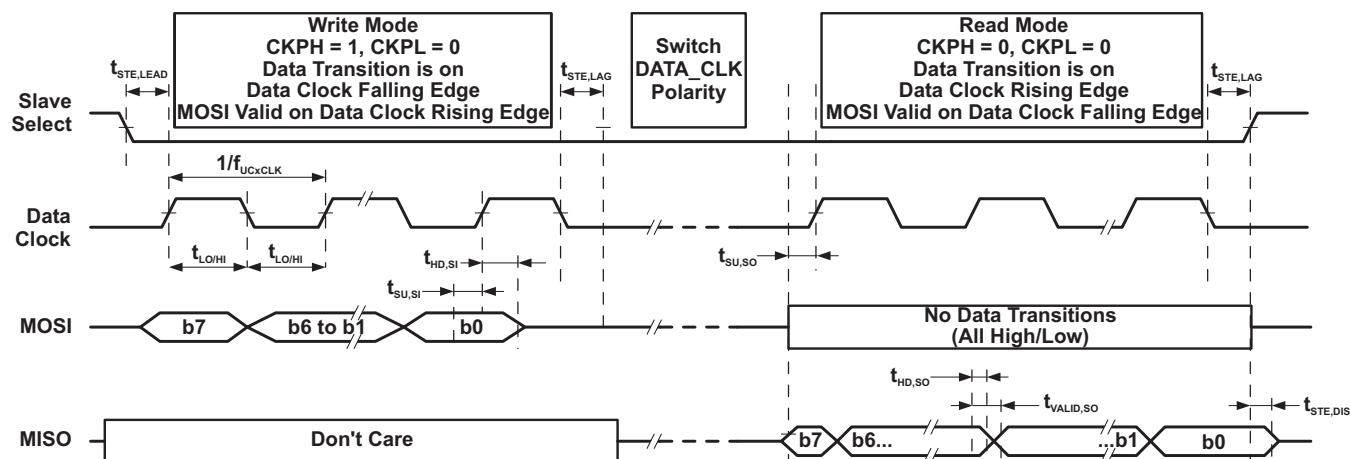 Write Mode
CKPH = 1, CKPL = 0
Data Transition is on
Data Clock Falling Edge
MOSI Valid on Data Clock Rising Edge
Switch
DATA_CLK
Polarity
Read Mode
CKPH = 0, CKPL = 0
Data Transition is on
Data Clock Rising Edge
MOSI Valid on Data Clock Falling Edge
tSTE,LEAD
tSTE,LAG
tSTE,LAG
Slave
Select
1/fUCxCLK
Data
Clock
tLO/HI
tLO/HI
tHD,SI
tSU,SI
tSU,SO
MOSI
b7
b6 to b1
b0
No Data Transitions
(All High/Low)
tHD,SO
tVALID,SO
tSTE,DIS
MISO
Don't Care
b7
b6...
...b1
b0